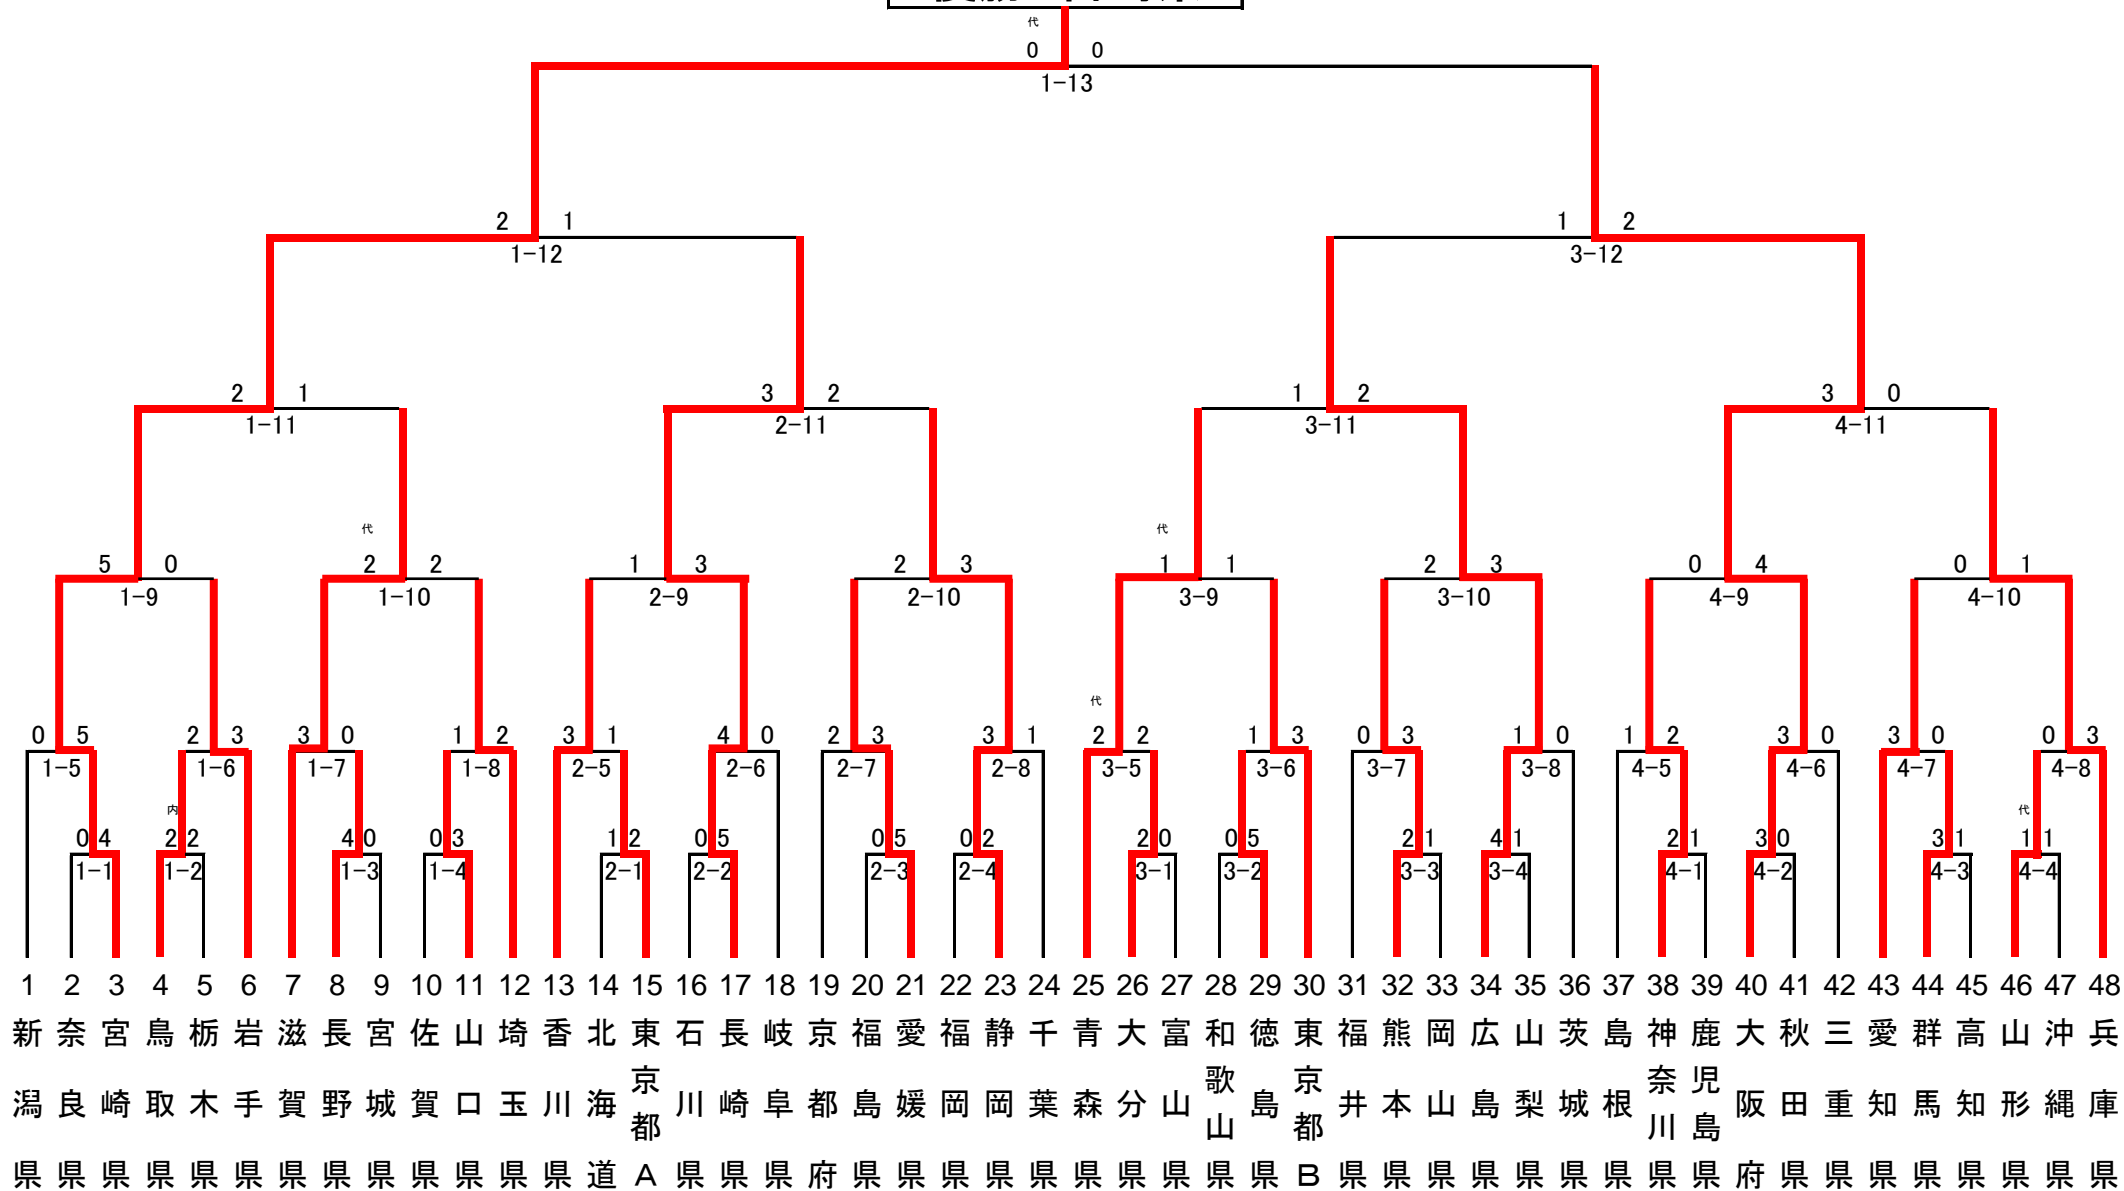 代
0 0
1-13
2 1 1 2
1-12 3-12
2 1 3 2 1 2 3 0
1-11 2-11 3-11 4-11
代 代
5 0 2 2 1 3 2 3 1 1 2 3 0 4 0 1
1-9 1-10 2-9 2-10 3-9 3-10 4-9 4-10
代
0 5 2 3 3 0 1 2 3 1 4 0 2 3 3 1 2 2 1 3 0 3 1 0 1 2 3 0 3 0 0 3
1-5 1-6 1-7 1-8 2-5 2-6 2-7 2-8 3-5 3-6 3-7 3-8 4-5 4-6 4-7 4-8
内 代
0 4 2 2 4 0 0 3 1 2 0 5 0 5 0 2 2 0 0 5 2 1 4 1 2 1 3 0 3 1 1 1
1-1 1-2 1-3 1-4 2-1 2-2 2-3 2-4 3-1 3-2 3-3 3-4 4-1 4-2 4-3 4-4
1 2 3 4 5 6 7 8 9 10 11 12 13 14 15 16 17 18 19 20 21 22 23 24 25 26 27 28 29 30 31 32 33 34 35 36 37 38 39 40 41 42 43 44 45 46 47 48
新潟県
奈良県
宮崎県
鳥取県
栃木県
岩手県
滋賀県
長野県
宮城県
佐賀県
山口県
埼玉県
香川県
北海道
東京都A
石川県
長崎県
岐阜県
京都府
福島県
愛媛県
福岡県
静岡県
千葉県
青森県
大分県
富山県
和歌山県
徳島県
東京都B
福井県
熊本県
岡山県
広島県
山梨県
茨城県
島根県
神奈川県
鹿児島県
大阪府
秋田県
三重県
愛知県
群馬県
高知県
山形県
沖縄県
兵庫県